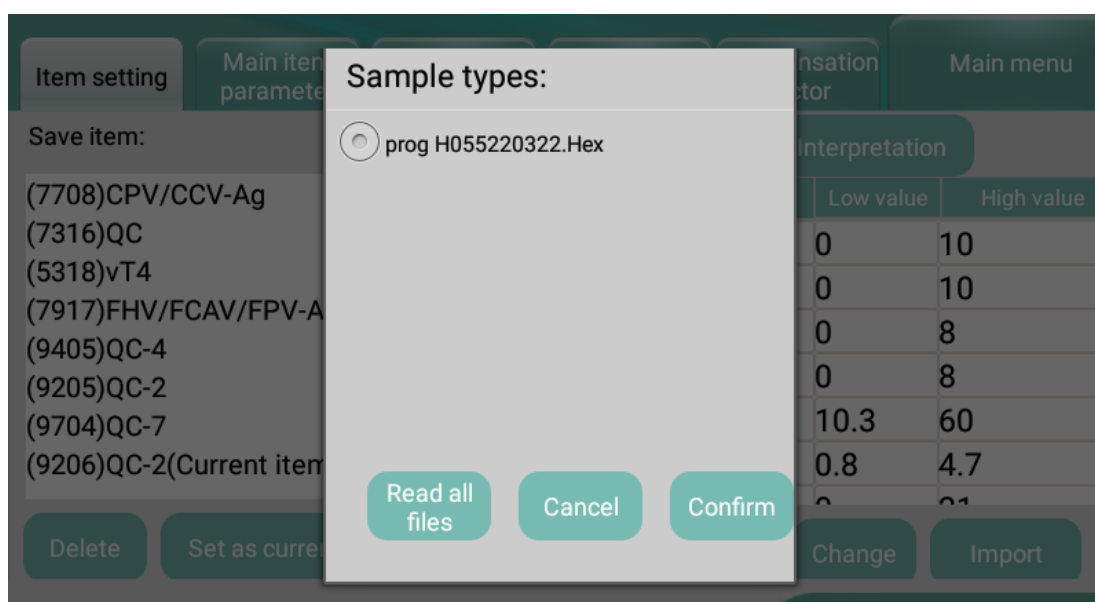 Item setting
Main iten
paramete
nsation
tor
Main menu
Sample types:
prog H055220322.Hex
Read all
files
Cancel
Confirm
Save item:
(7708)CPV/CCV-Ag
(7316)QC
(5318)vT4
(7917)FHV/FCAV/FPV-A
(9405)QC-4
(9205)QC-2
(9704)QC-7
(9206)QC-2(Current item
Interpretation
Low value High value
0 10
0 10
0 8
0 8
10.3 60
0.8 4.7
Delete
Set as curre
Change
Import